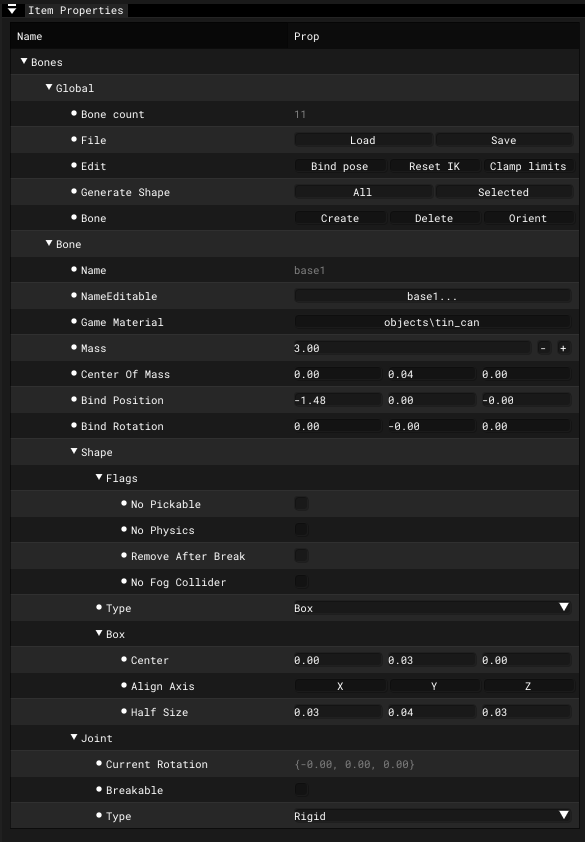 Item Properties
Name Prop
Bones
Global
Bone count 11
File Load Save
Edit Bind pose Reset IK Clamp limits
Generate Shape All Selected
Bone Create Delete Orient
Bone
Name base1
NameEditable base1...
Game Material objects\tin_can
Mass 3.00 - +
Center Of Mass 0.00 0.04 0.00
Bind Position -1.48 0.00 -0.00
Bind Rotation 0.00 -0.00 0.00
Shape
Flags
No Pickable
No Physics
Remove After Break
No Fog Collider
Type Box
Box
Center 0.00 0.03 0.00
Align Axis X Y Z
Half Size 0.03 0.04 0.03
Joint
Current Rotation {-0.00, 0.00, 0.00}
Breakable
Type Rigid